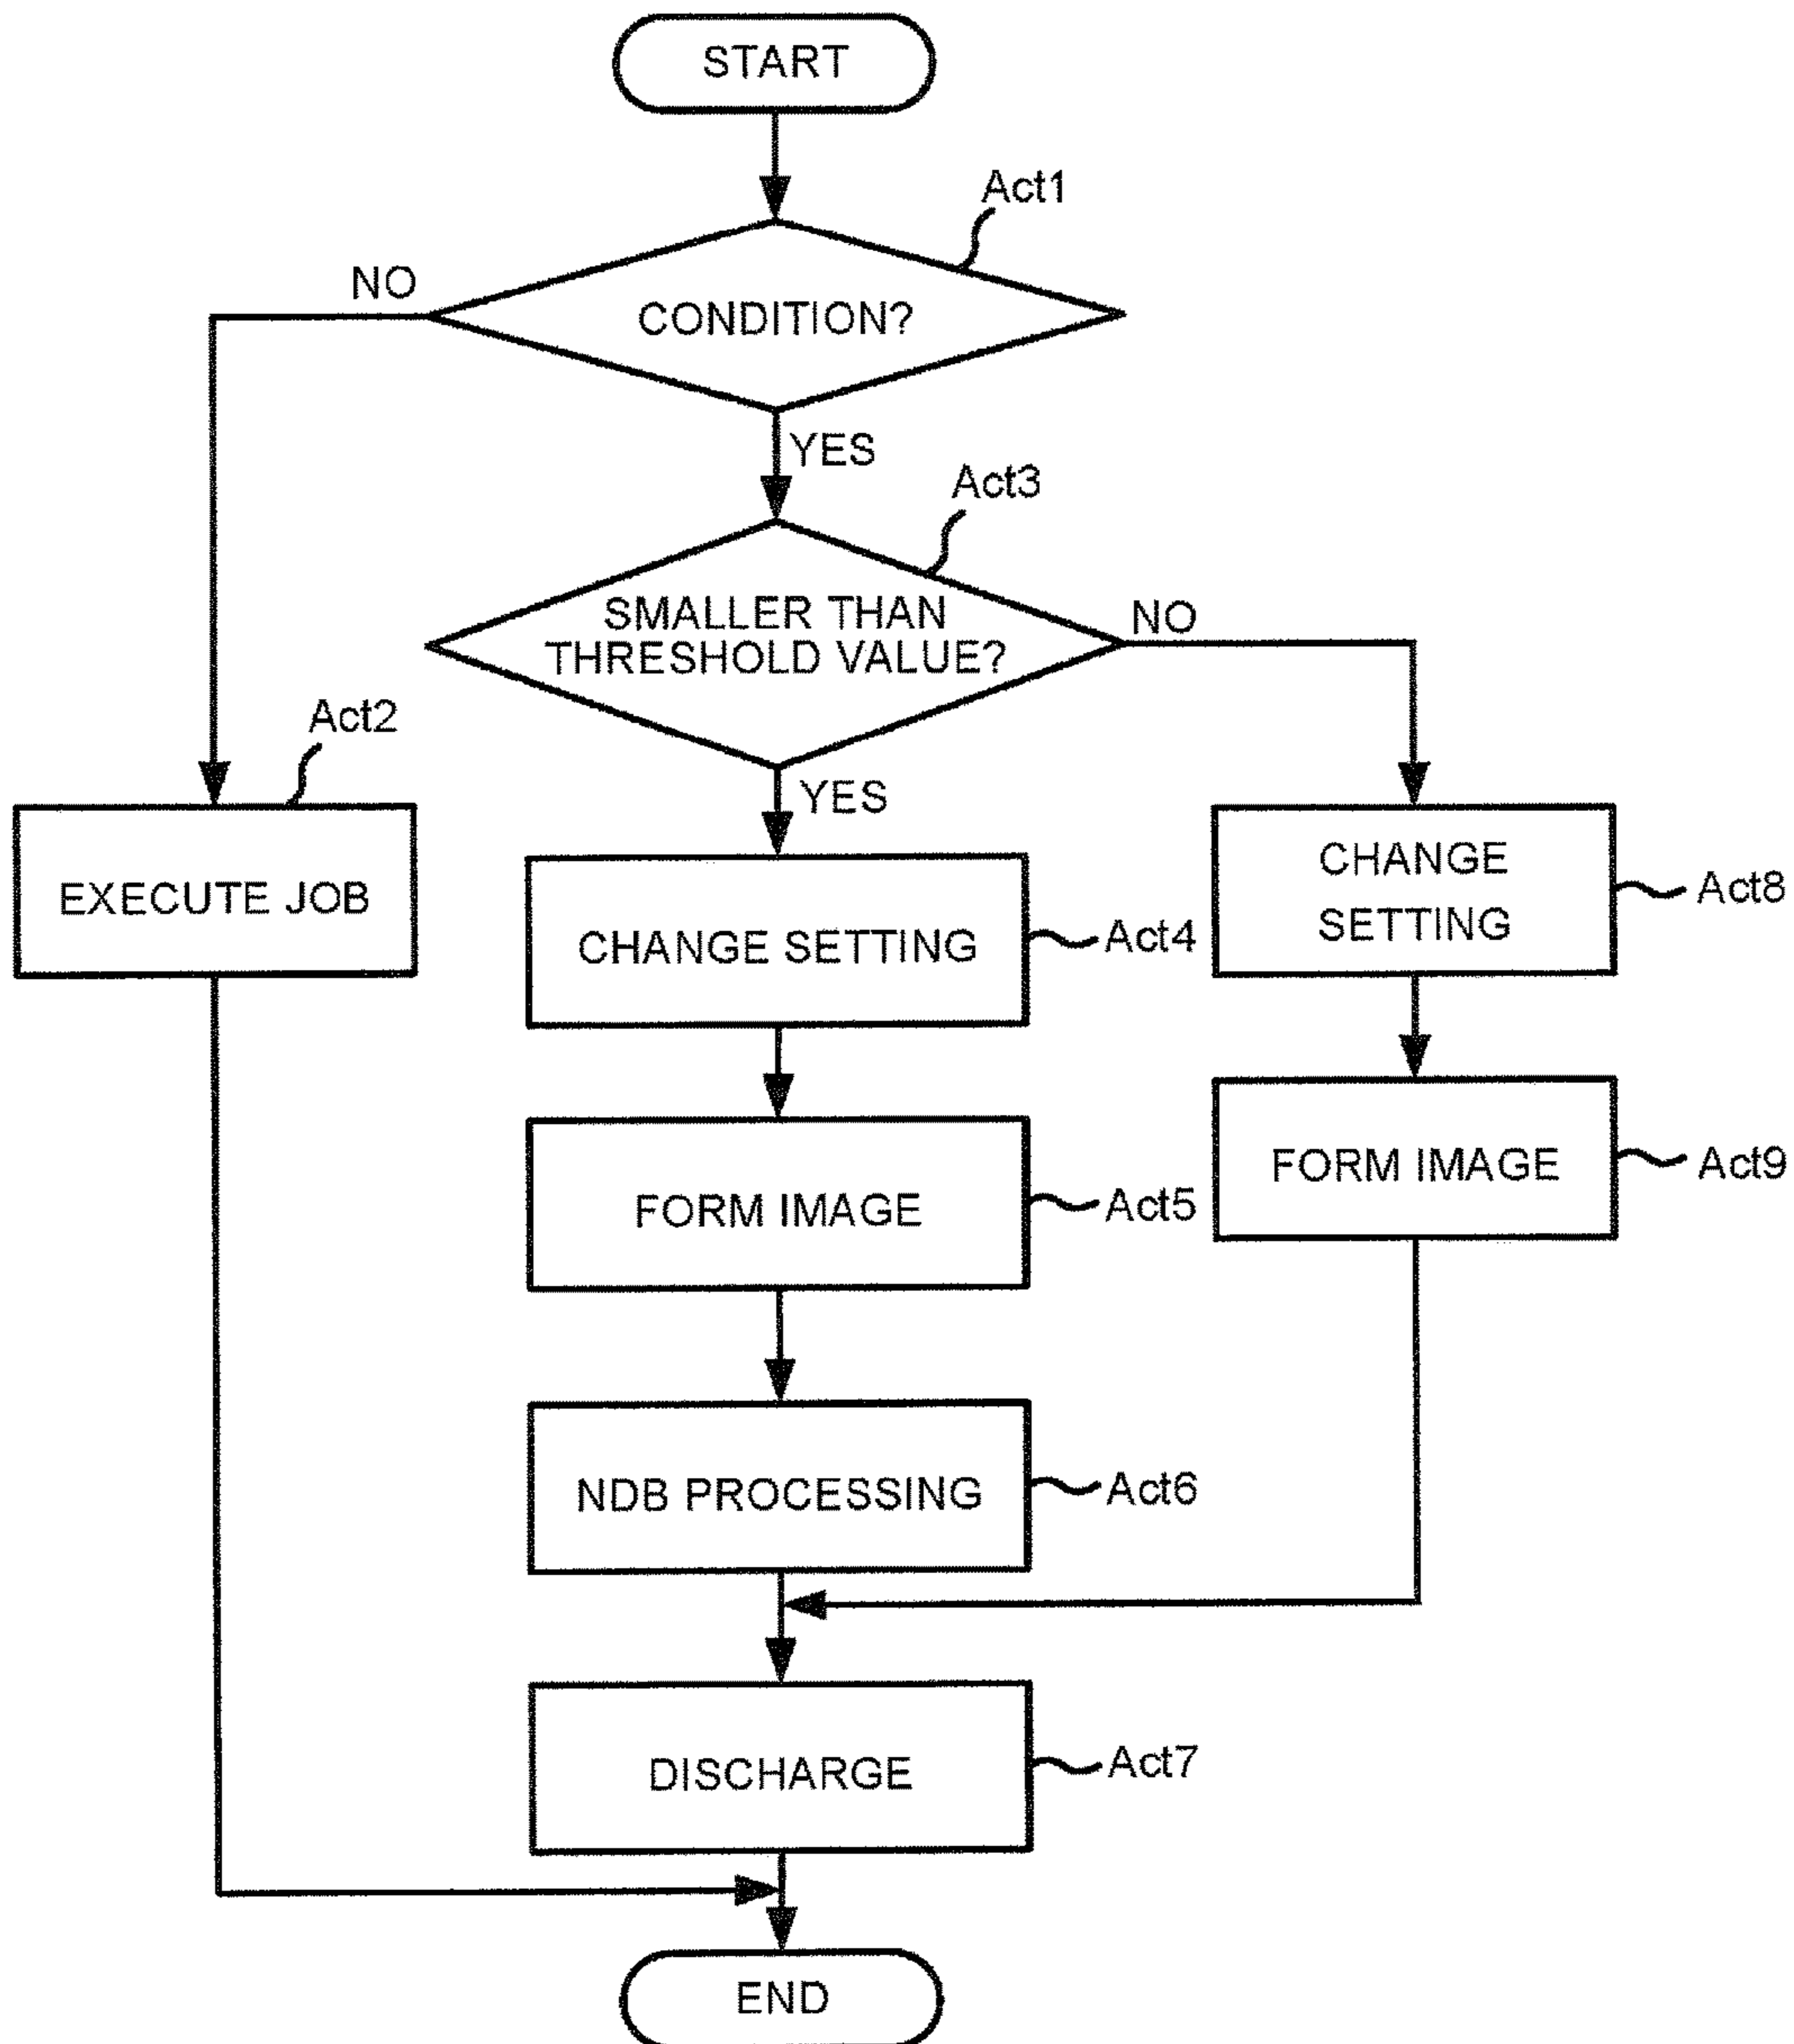 START
Act1
NO
CONDITION?
YES
Act3
SMALLER THAN
THRESHOLD VALUE?
NO
Act2
YES
EXECUTE JOB
CHANGE SETTING
Act4
CHANGE
SETTING
Act8
FORM IMAGE
Act5
FORM IMAGE
Act9
NDB PROCESSING
Act6
DISCHARGE
Act7
END